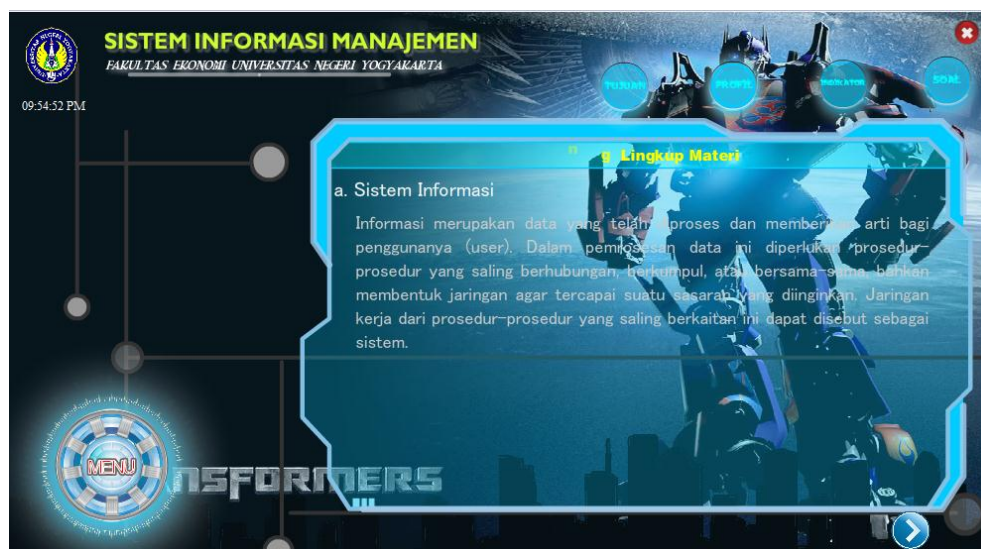 SISTEM INFORMASI MANAJEMEN
FAKULTAS EKONOMI UNIVERSITAS NEGERI YOGYAKARTA
09:54:52 PM
TUJUAN
PROFIL
INDIKATOR
SOAL
n g Lingkup Materi
a. Sistem Informasi
Informasi merupakan data yang telah diproses dan memberikan arti bagi
penggunanya (user). Dalam pemrosesan data ini diperlukan prosedur-
prosedur yang saling berhubungan, berkumpul, atau bersama-sama, bahkan
membentuk jaringan agar tercapai suatu sasaran yang diinginkan. Jaringan
kerja dari prosedur-prosedur yang saling berkaitan ini dapat disebut sebagai
sistem.
MENU
NSFORMERS